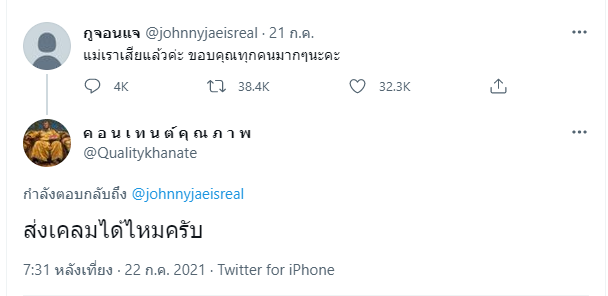 กูจอนแจ @johnnyjaeisreal · 21 ก.ค.
แม่เราเสียแล้วค่ะ ขอบคุณทุกคนมากๆนะคะ
4K 38.4K 32.3K
ค อ น เ ท น ต์ คุ ณ ภ า พ
@Qualitykhanate
กำลังตอบกลับถึง @johnnyjaeisreal
ส่งเคลมได้ไหมครับ
7:31 หลังเที่ยง · 22 ก.ค. 2021 · Twitter for iPhone